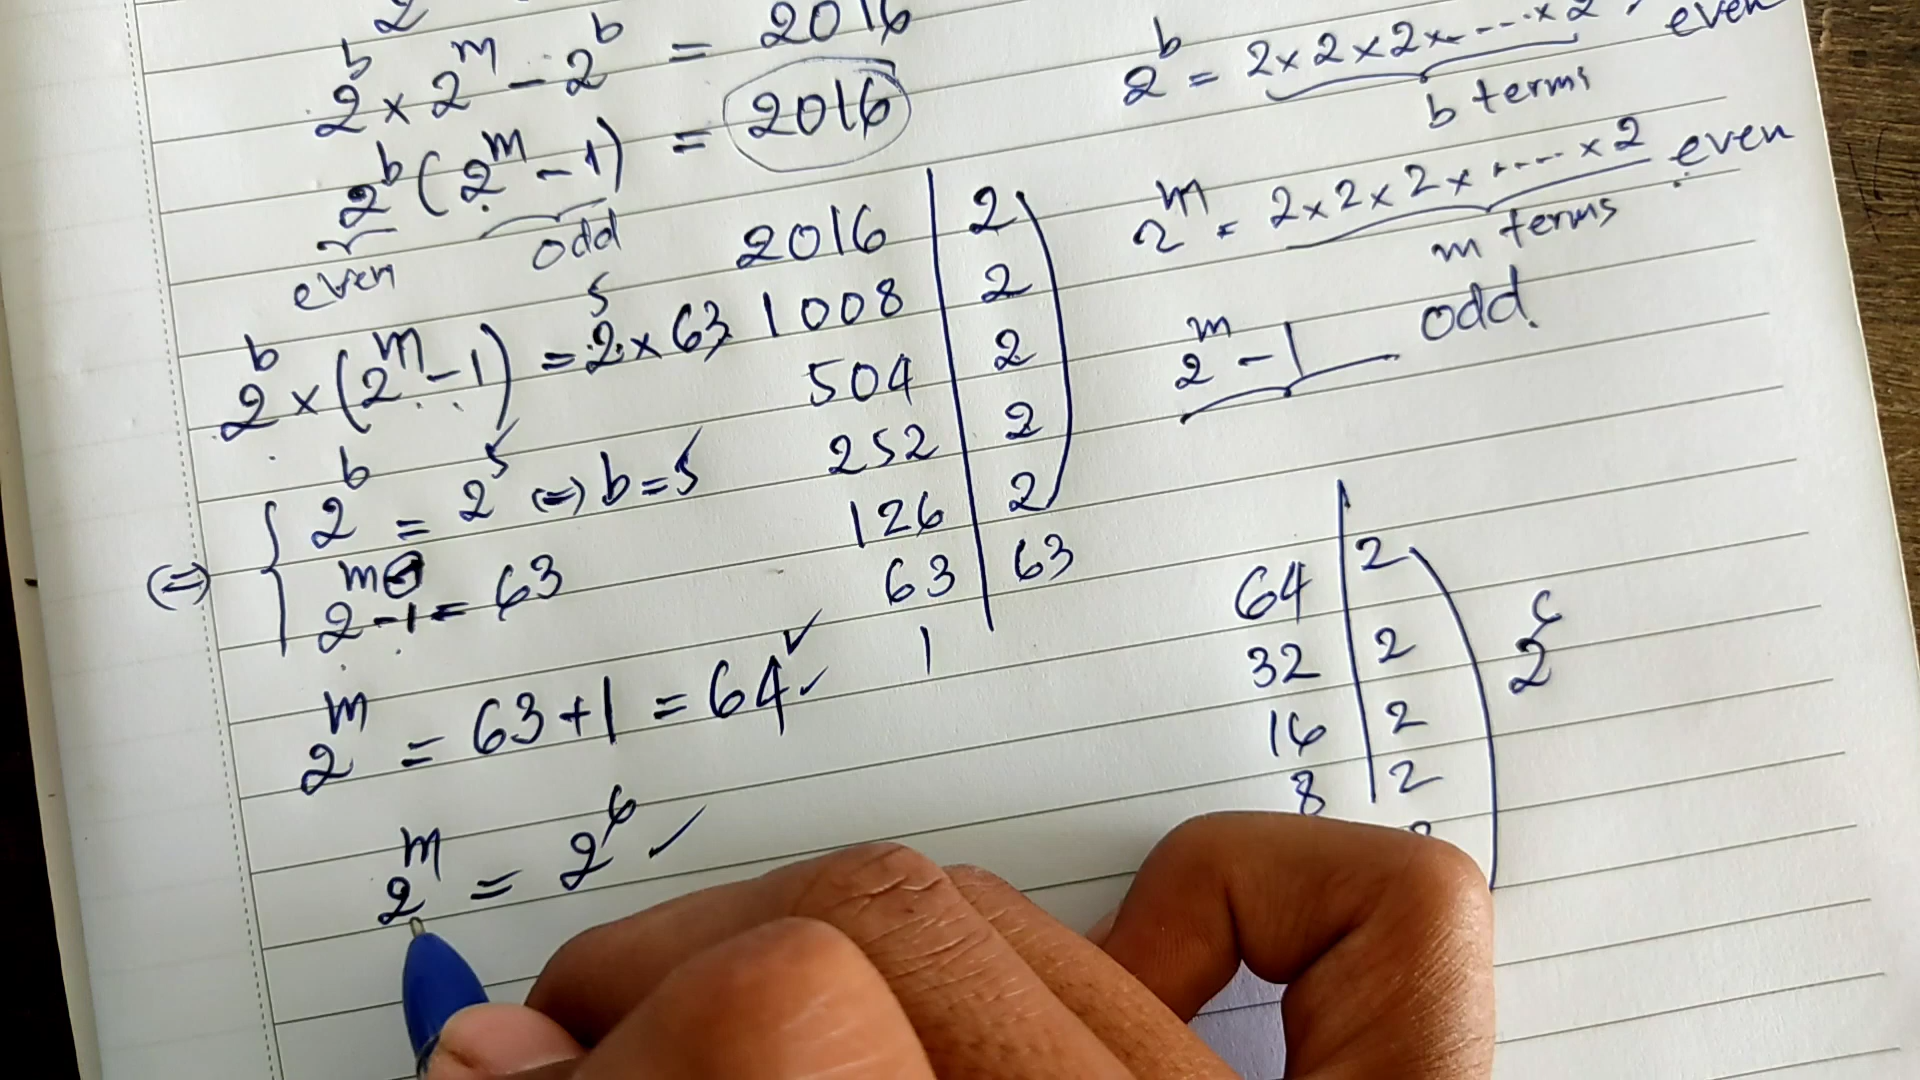 2^b × 2^m - 2^b = 2016
2^b (2^m - 1) = 2016
even odd
2^b × (2^m - 1) = 2^5 × 63
{ 2^b = 2^5 ⇔ b = 5
⇔
2^m - 1 = 63
2^m = 63 + 1 = 64
2^m = 2^6
2016 | 2
1008 | 2
504 | 2
252 | 2
126 | 2
63 | 63
1
2^b = 2 × 2 × 2 × ..... × 2 even
b terms
2^m = 2 × 2 × 2 × ..... × 2 even
m terms
2^m - 1 odd
64 | 2
32 | 2
16 | 2
8 | 2
2^6